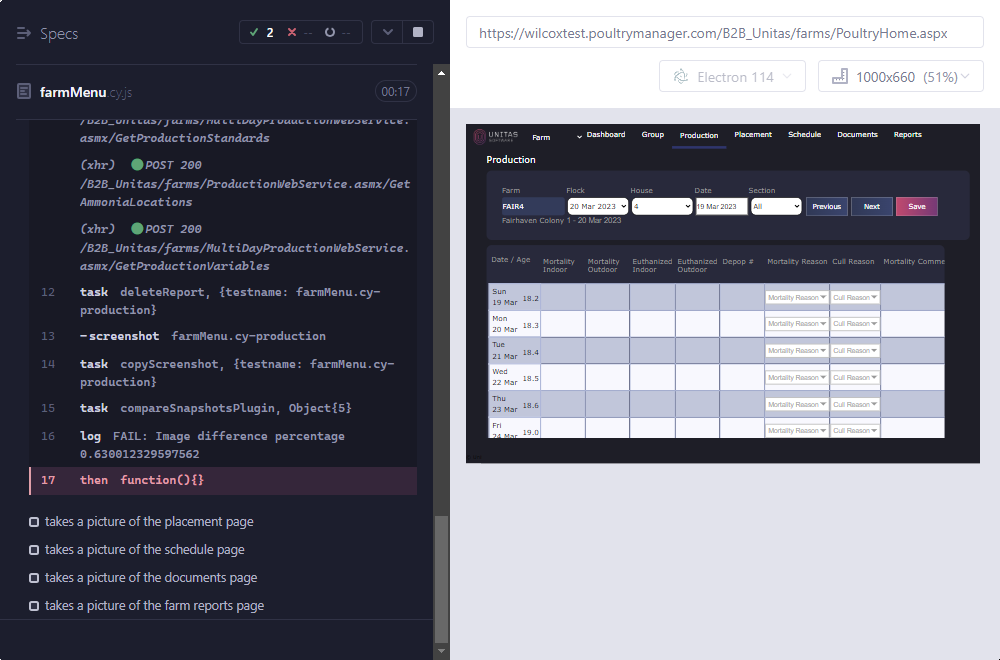 Specs
2
--
--
farmMenu.cy.js
00:17
/B2B_Unitas/farms/MultiDayProductionWebService.
asmx/GetProductionStandards
(xhr) POST 200
/B2B_Unitas/farms/ProductionWebService.asmx/Get
AmmoniaLocations
(xhr) POST 200
/B2B_Unitas/farms/MultiDayProductionWebService.
asmx/GetProductionVariables
12 task deleteReport, {testname: farmMenu.cy-
production}
13 -screenshot farmMenu.cy-production
14 task copyScreenshot, {testname: farmMenu.cy-
production}
15 task compareSnapshotsPlugin, Object{5}
16 log FAIL: Image difference percentage
0.630012329597562
17 then function(){}
takes a picture of the placement page
takes a picture of the schedule page
takes a picture of the documents page
takes a picture of the farm reports page
https://wilcoxtest.poultrymanager.com/B2B_Unitas/farms/PoultryHome.aspx
Electron 114
1000x660 (51%)
UNITAS
SOFTWARE
Farm
Dashboard Group Production Placement Schedule Documents Reports
Production
Farm Flock House Date Section
FAIR4 20 Mar 2023 4 19 Mar 2023 All Previous Next Save
Fairhaven Colony 1 - 20 Mar 2023
Date / Age Mortality Indoor Mortality Outdoor Euthanized Indoor Euthanized Outdoor Depop # Mortality Reason Cull Reason Mortality Comme
Sun
19 Mar 18.2 Mortality Reason Cull Reason
Mon
20 Mar 18.3 Mortality Reason Cull Reason
Tue
21 Mar 18.4 Mortality Reason Cull Reason
Wed
22 Mar 18.5 Mortality Reason Cull Reason
Thu
23 Mar 18.6 Mortality Reason Cull Reason
Fri
24 Mar 19.0 Mortality Reason Cull Reason